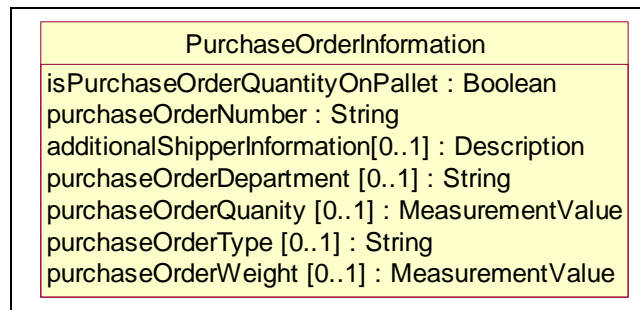 PurchaseOrderInformation
isPurchaseOrderQuantityOnPallet : Boolean
purchaseOrderNumber : String
additionalShipperInformation[0..1] : Description
purchaseOrderDepartment [0..1] : String
purchaseOrderQuanity [0..1] : MeasurementValue
purchaseOrderType [0..1] : String
purchaseOrderWeight [0..1] : MeasurementValue